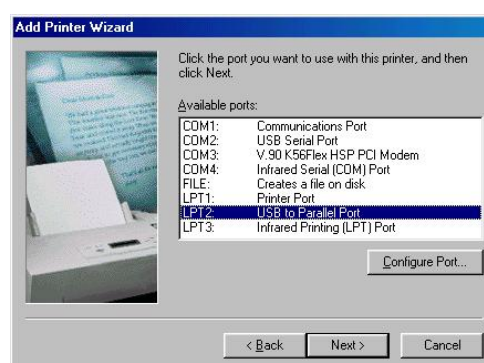 Add Printer Wizard
Click the port you want to use with this printer, and then
click Next.
Available ports:
COM1: Communications Port
COM2: USB Serial Port
COM3: V.90 K56Flex HSP PCI Modem
COM4: Infrared Serial (COM) Port
FILE: Creates a file on disk
LPT1: Printer Port
LPT2: USB to Parallel Port
LPT3: Infrared Printing (LPT) Port
Configure Port...
< Back
Next >
Cancel